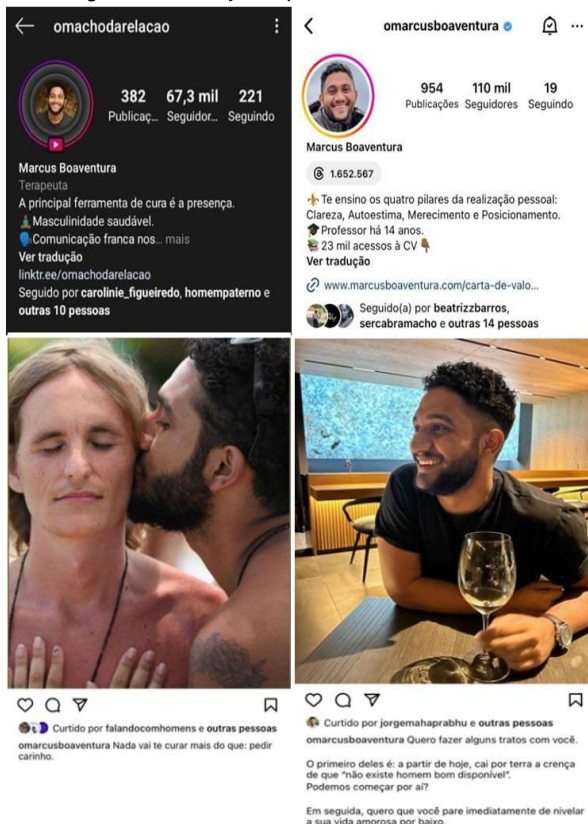 omachodarelacao
382 67,3 mil 221
Publicaç... Seguidor... Seguindo
Marcus Boaventura
Terapeuta
A principal ferramenta de cura é a presença.
Masculinidade saudável.
Comunicação franca nos... mais
Ver tradução
linktr.ee/omachodarelacao
Seguido por carolinie_figueiredo, homempaterno e
outras 10 pessoas
Curtido por falandocomhomens e outras pessoas
omarcusboaventura Nada vai te curar mais do que: pedir
carinho.
omarcusboaventura
954 110 mil 19
Publicações Seguidores Seguindo
Marcus Boaventura
1.652.567
Te ensino os quatro pilares da realização pessoal:
Clareza, Autoestima, Merecimento e Posicionamento.
Professor há 14 anos.
23 mil acessos à CV
Ver tradução
www.marcusboaventura.com/carta-de-valo...
Seguido(a) por beatrizzbarros,
sercabramacho e outras 14 pessoas
Curtido por jorgemahaprabhu e outras pessoas
omarcusboaventura Quero fazer alguns tratos com você.
O primeiro deles é: a partir de hoje, cai por terra a crença
de que “não existe homem bom disponível”.
Podemos começar por aí?
Em seguida, quero que você pare imediatamente de nivelar
a sua vida amorosa por baixo.